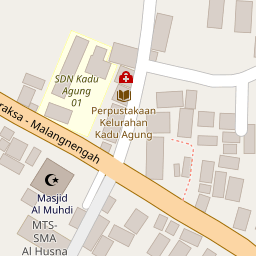 SDN Kadu
Agung
01
Perpustakaan
Kelurahan
Kadu Agung
raksa - Malangnengah
Masjid
Al Muhdi
MTS-
SMA
Al Husna